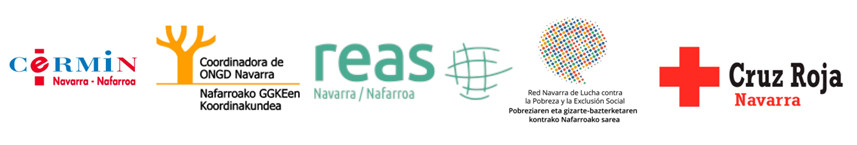 CERMIN
Navarra - Nafarroa
Coordinadora de
ONGD Navarra
Nafarroako GGKEen
Koordinakundea
reas
Navarra / Nafarroa
Red Navarra de Lucha contra
la Pobreza y la Exclusión Social
Pobreziaren eta gizarte-bazterketaren
kontrako Nafarroako sarea
Cruz Roja
Navarra